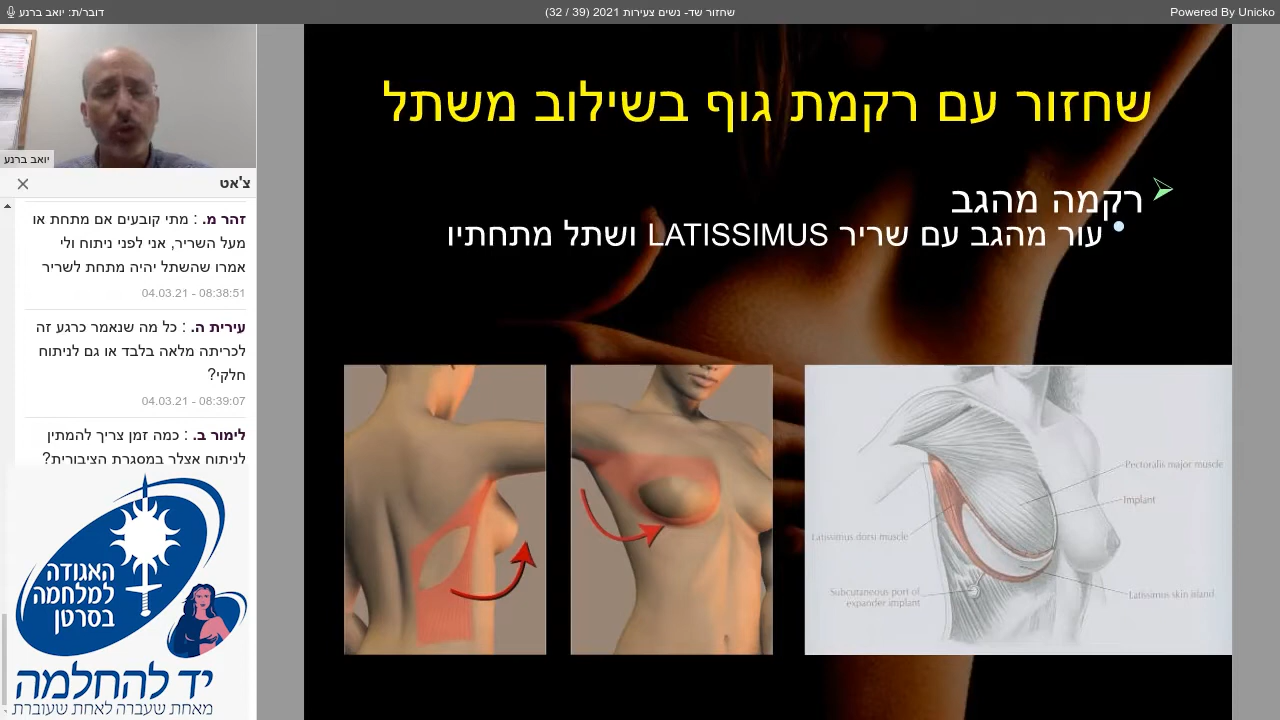 דובר/ת: יואב ברנע
שחזור שד- נשים צעירות 2021 (39 / 32)
Powered By Unicko
יואב ברנע
צ'אט
זהר מ. : מתי קובעים אם מתחת או
מעל השריר, אני לפני ניתוח ולי
אמרו שהשתל יהיה מתחת לשריר
04.03.21 - 08:38:51
עירית ה. : כל מה שנאמר כרגע זה
לכריתה מלאה בלבד או גם לניתוח
חלקי?
04.03.21 - 08:39:07
לימור ב. : כמה זמן צריך להמתין
לניתוח אצלר במסגרת הציבורית?
האגודה
למלחמה
בסרטן
יד להחלמה
מאחת שעברה לאחת שעוברת
שחזור עם רקמת גוף בשילוב משתל
רקמה מהגב
עור מהגב עם שריר LATISSIMUS ושתל מתחתיו
Pectoralis major muscle
Implant
Latissimus dorsi muscle
Subcutaneous port of
expander implant
Latissimus skin island